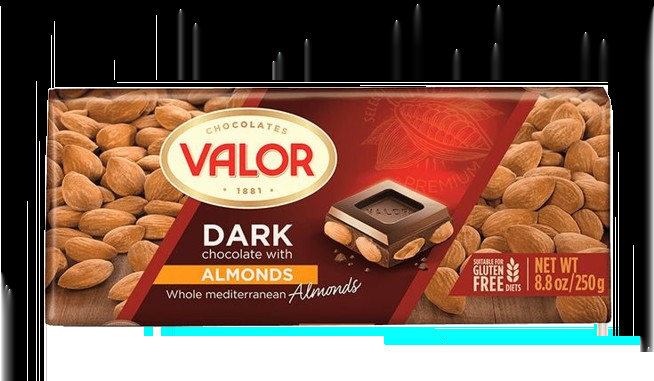 CHOCOLATES
VALOR
1881
DARK
chocolate with
ALMONDS
Whole mediterranean Almonds
VALOR
PREMIUM
SUITABLE FOR
GLUTEN
FREE DIETS
NET WT
8.8 oz/250g